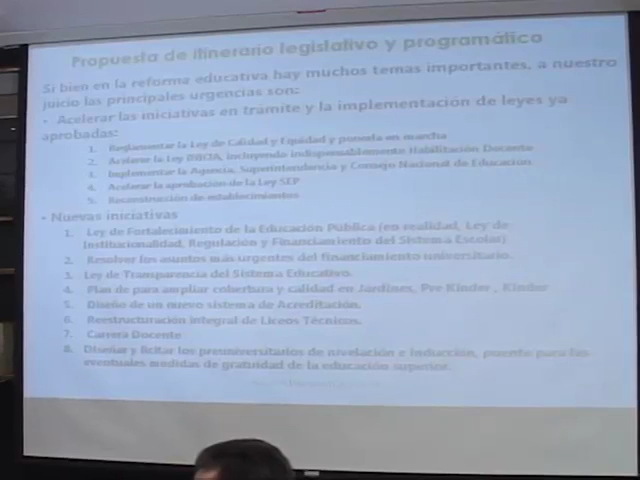 Propuesta de itinerario legislativo y programático
Si bien en la reforma educativa hay muchos temas importantes, a nuestro
juicio las principales urgencias son:
• Acelerar las iniciativas en trámite y la implementación de leyes ya
aprobadas:
1. Reglamentar la Ley de Calidad y Equidad y ponerla en marcha
2. Acelerar la Ley incluyendo indispensablemente Habilitación Docente
3. Implementar la Agencia, Superintendencia y Consejo Nacional de Educación
4. Acelerar la aprobación de la Ley SEP
5. Reconstrucción de establecimientos
• Nuevas iniciativas
1. Ley de Fortalecimiento de la Educación Pública (en realidad, Ley de
Institucionalidad, Regulación y Financiamiento del Sistema Escolar)
2. Resolver los asuntos más urgentes del financiamiento universitario.
3. Ley de Transparencia del Sistema Educativo.
4. Plan de para ampliar cobertura y calidad en Jardines, Pre Kinder , Kinder
5. Diseño de un nuevo sistema de Acreditación.
6. Reestructuración integral de Liceos Técnicos.
7. Carrera Docente
8. Diseñar y licitar los preuniversitarios de nivelación e inducción, puente para las
eventuales medidas de gratuidad de la educación superior.